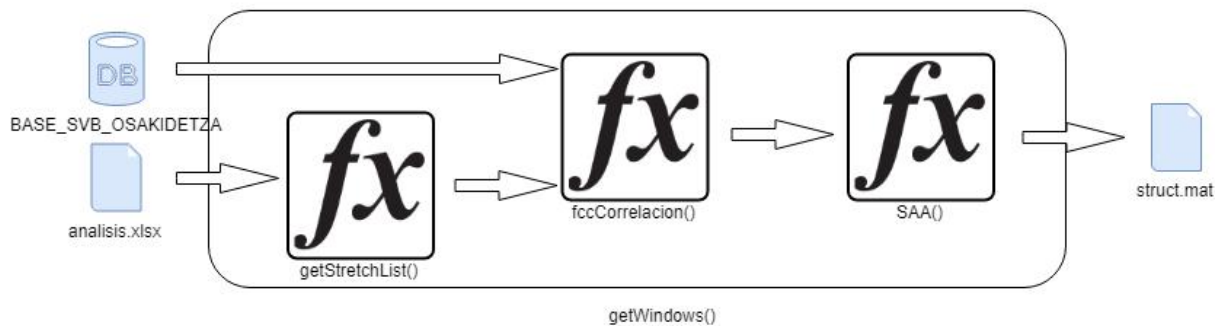 DB
BASE_SVB_OSAKIDETZA
analisis.xlsx
fx
getStretchList()
fx
fccCorrelacion()
fx
SAA()
struct.mat
getWindows()